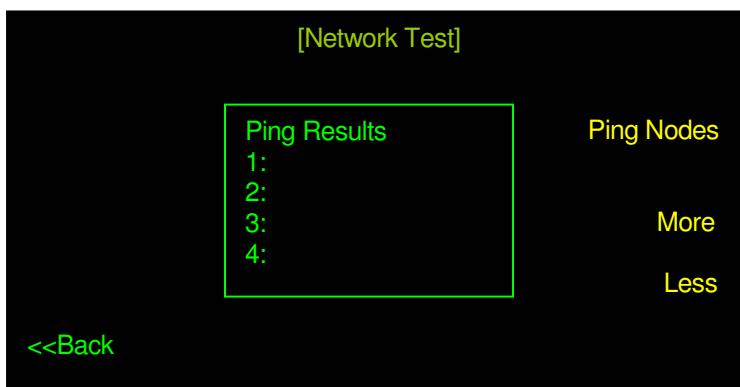 [Network Test]
Ping Results
1:
2:
3:
4:
Ping Nodes
More
Less
<<Back